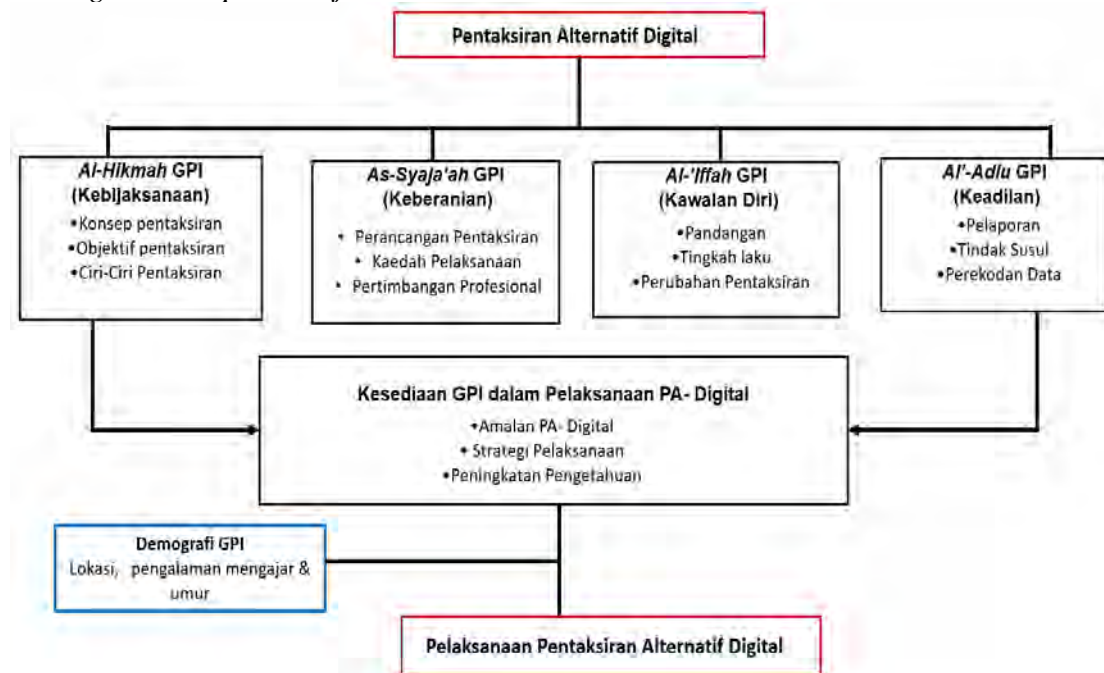 Pentaksiran Alternatif Digital
Al-Hikmah GPI
(Kebijaksanaan)
•Konsep pentaksiran
•Objektif pentaksiran
•Ciri-Ciri Pentaksiran
As-Syaja'ah GPI
(Keberanian)
• Perancangan Pentaksiran
• Kaedah Pelaksanaan
• Pertimbangan Profesional
Al-'Iffah GPI
(Kawalan Diri)
•Pandangan
•Tingkah laku
•Perubahan Pentaksiran
Al'-Adlu GPI
(Keadilan)
•Pelaporan
•Tindak Susul
•Perekodan Data
Kesediaan GPI dalam Pelaksanaan PA- Digital
•Amalan PA- Digital
• Strategi Pelaksanaan
•Peningkatan Pengetahuan
Demografi GPI
Lokasi, pengalaman mengajar &
umur
Pelaksanaan Pentaksiran Alternatif Digital